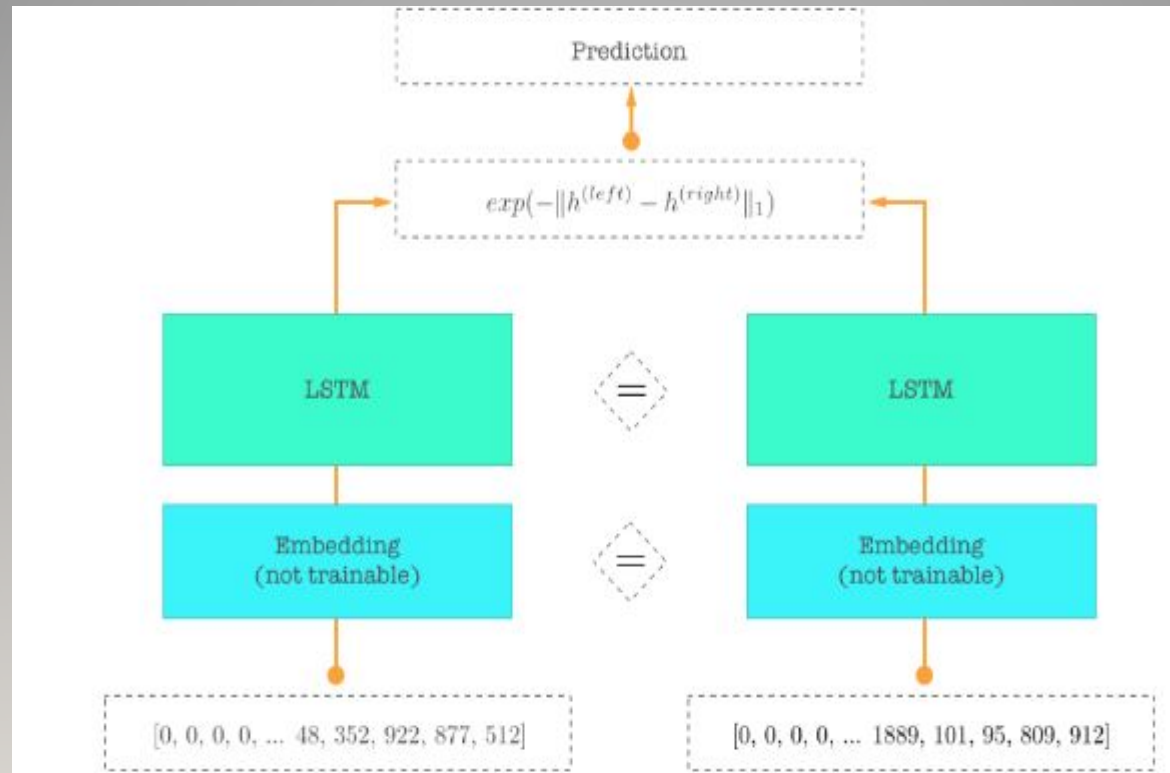 Prediction
exp(-‖h^(left) - h^(right)‖₁)
LSTM
=
LSTM
Embedding
(not trainable)
=
Embedding
(not trainable)
[0, 0, 0, 0, ... 48, 352, 922, 877, 512]
[0, 0, 0, 0, ... 1889, 101, 95, 809, 912]